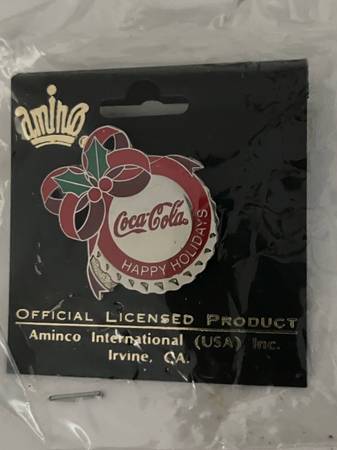 aminco
Coca-Cola
HAPPY HOLIDAYS
OFFICIAL LICENSED PRODUCT
Aminco International (USA) Inc.
Irvine, CA.